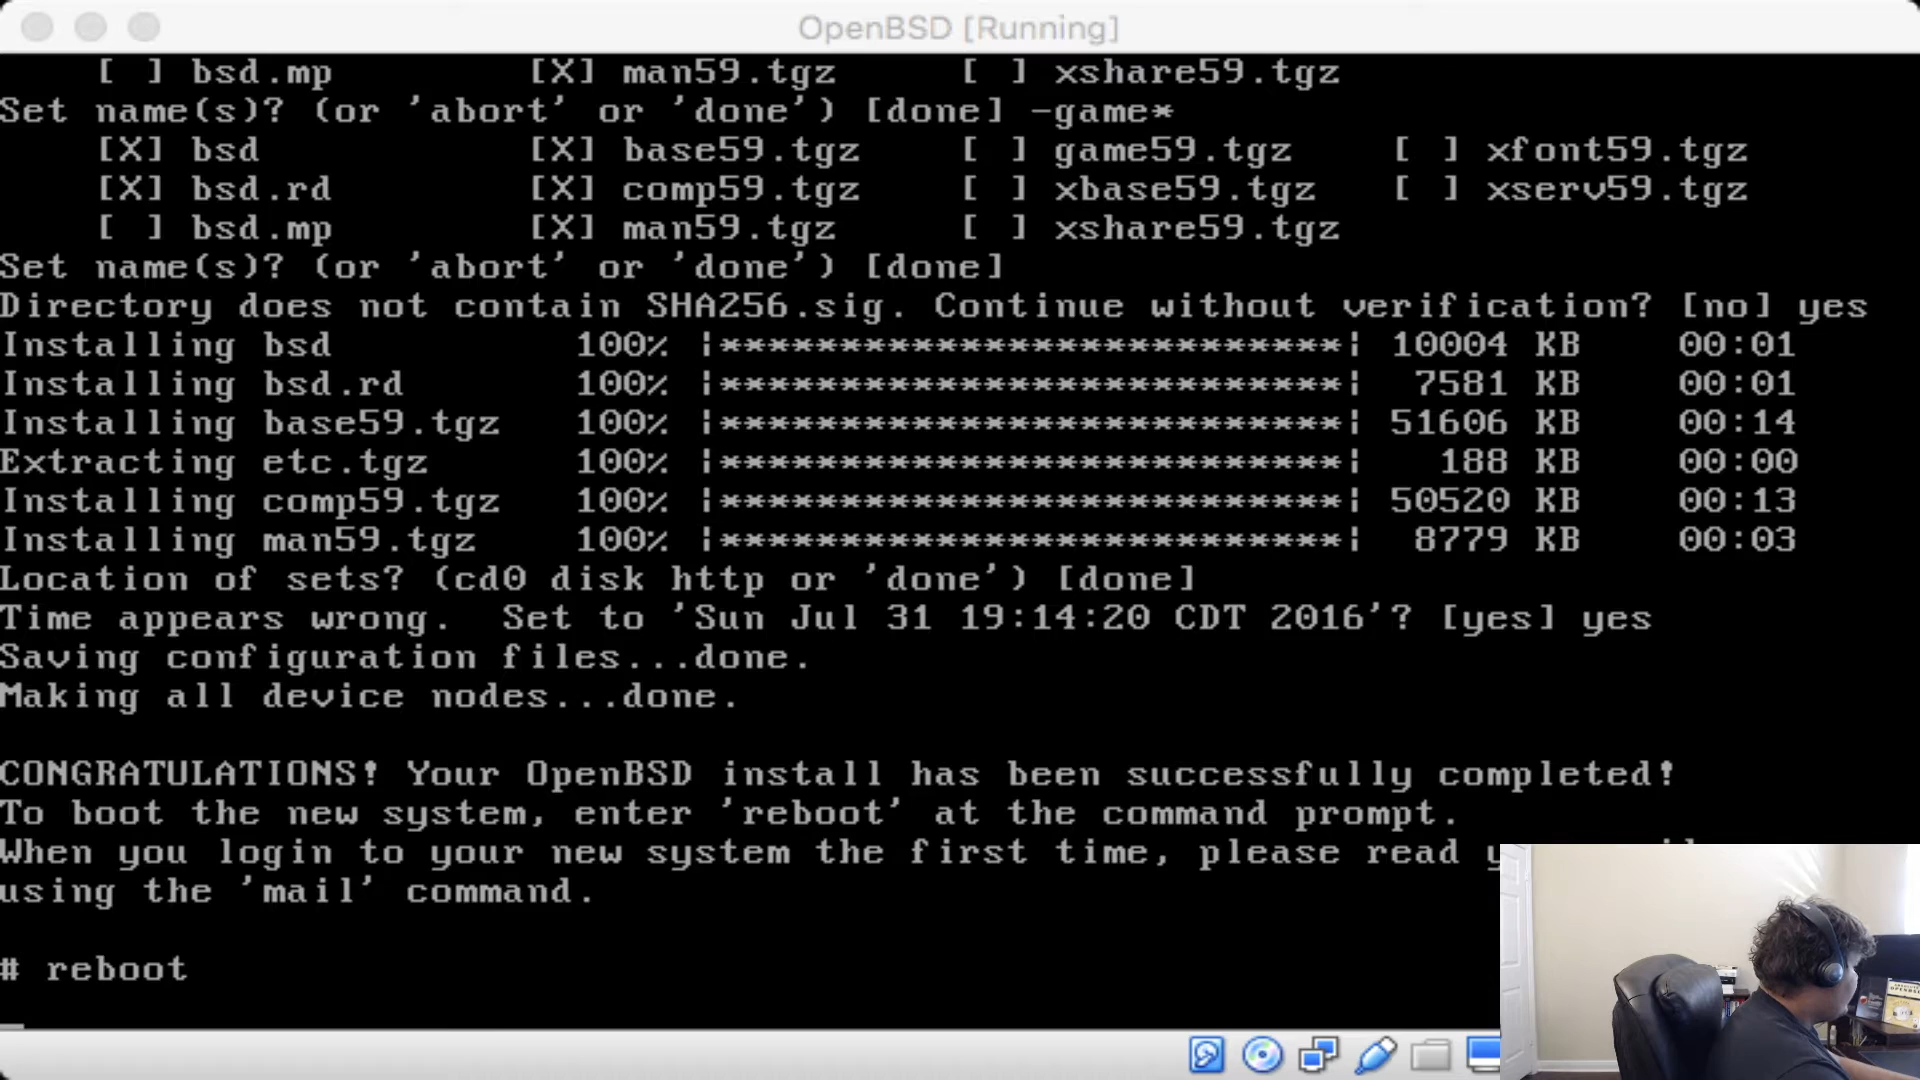 OpenBSD [Running]
[ ] bsd.mp [X] man59.tgz [ ] xshare59.tgz
Set name(s)? (or 'abort' or 'done') [done] -game*
[X] bsd [X] base59.tgz [ ] game59.tgz [ ] xfont59.tgz
[X] bsd.rd [X] comp59.tgz [ ] xbase59.tgz [ ] xserv59.tgz
[ ] bsd.mp [X] man59.tgz [ ] xshare59.tgz
Set name(s)? (or 'abort' or 'done') [done]
Directory does not contain SHA256.sig. Continue without verification? [no] yes
Installing bsd 100% |**************************| 10004 KB 00:01
Installing bsd.rd 100% |**************************| 7581 KB 00:01
Installing base59.tgz 100% |**************************| 51606 KB 00:14
Extracting etc.tgz 100% |**************************| 188 KB 00:00
Installing comp59.tgz 100% |**************************| 50520 KB 00:13
Installing man59.tgz 100% |**************************| 8779 KB 00:03
Location of sets? (cd0 disk http or 'done') [done]
Time appears wrong. Set to 'Sun Jul 31 19:14:20 CDT 2016'? [yes] yes
Saving configuration files...done.
Making all device nodes...done.
CONGRATULATIONS! Your OpenBSD install has been successfully completed!
To boot the new system, enter 'reboot' at the command prompt.
When you login to your new system the first time, please read
using the 'mail' command.
# reboot